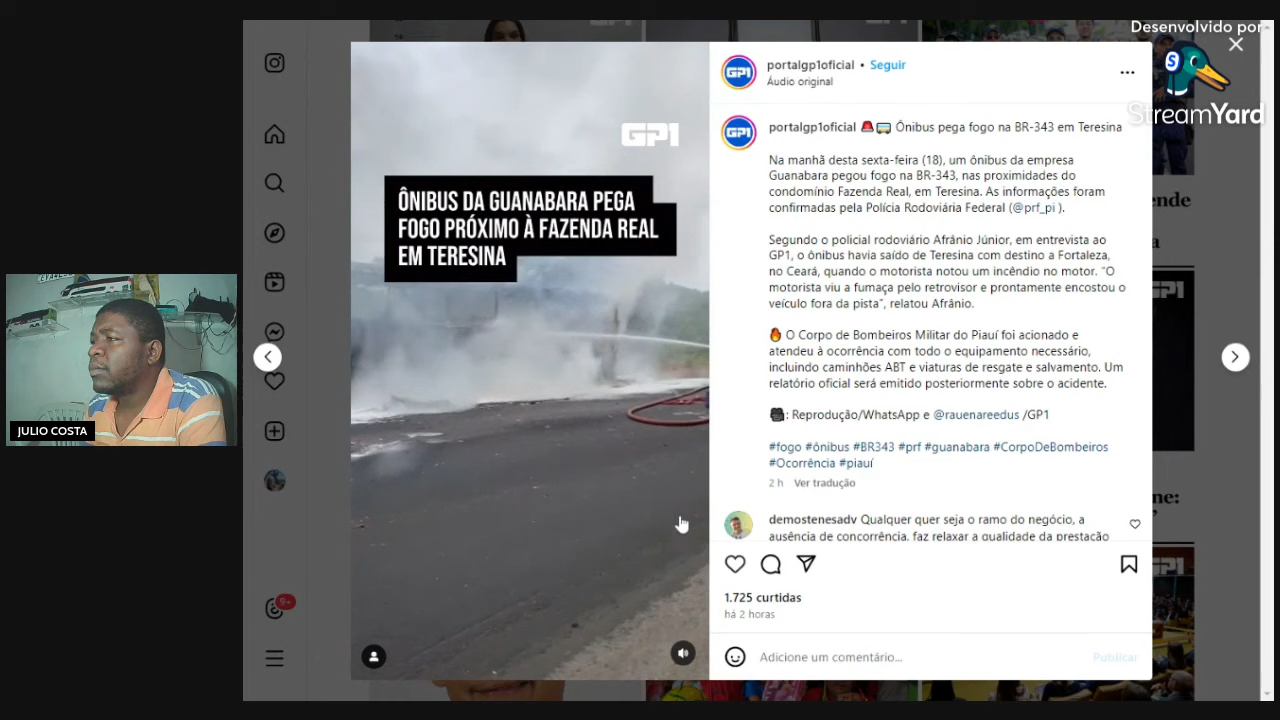 Desenvolvido por
StreamYard
JULIO COSTA
9+
GP1
ÔNIBUS DA GUANABARA PEGA
FOGO PRÓXIMO À FAZENDA REAL
EM TERESINA
GP1
portalgp1oficial • Seguir
Áudio original
GP1
portalgp1oficial 🚨🚍 Ônibus pega fogo na BR-343 em Teresina
Na manhã desta sexta-feira (18), um ônibus da empresa
Guanabara pegou fogo na BR-343, nas proximidades do
condomínio Fazenda Real, em Teresina. As informações foram
confirmadas pela Polícia Rodoviária Federal (@prf_pi ).
Segundo o policial rodoviário Afrânio Júnior, em entrevista ao
GP1, o ônibus havia saído de Teresina com destino a Fortaleza,
no Ceará, quando o motorista notou um incêndio no motor. "O
motorista viu a fumaça pelo retrovisor e prontamente encostou o
veículo fora da pista", relatou Afrânio.
🔥 O Corpo de Bombeiros Militar do Piauí foi acionado e
atendeu à ocorrência com todo o equipamento necessário,
incluindo caminhões ABT e viaturas de resgate e salvamento. Um
relatório oficial será emitido posteriormente sobre o acidente.
📹: Reprodução/WhatsApp e @rauenareedus /GP1
#fogo #ônibus #BR343 #prf #guanabara #CorpoDeBombeiros
#Ocorrência #piauí
2 h Ver tradução
demostenesadv Qualquer quer seja o ramo do negócio, a
ausência de concorrência, faz relaxar a qualidade da prestação
1.725 curtidas
há 2 horas
Adicione um comentário...
Publicar
GP1
GP1